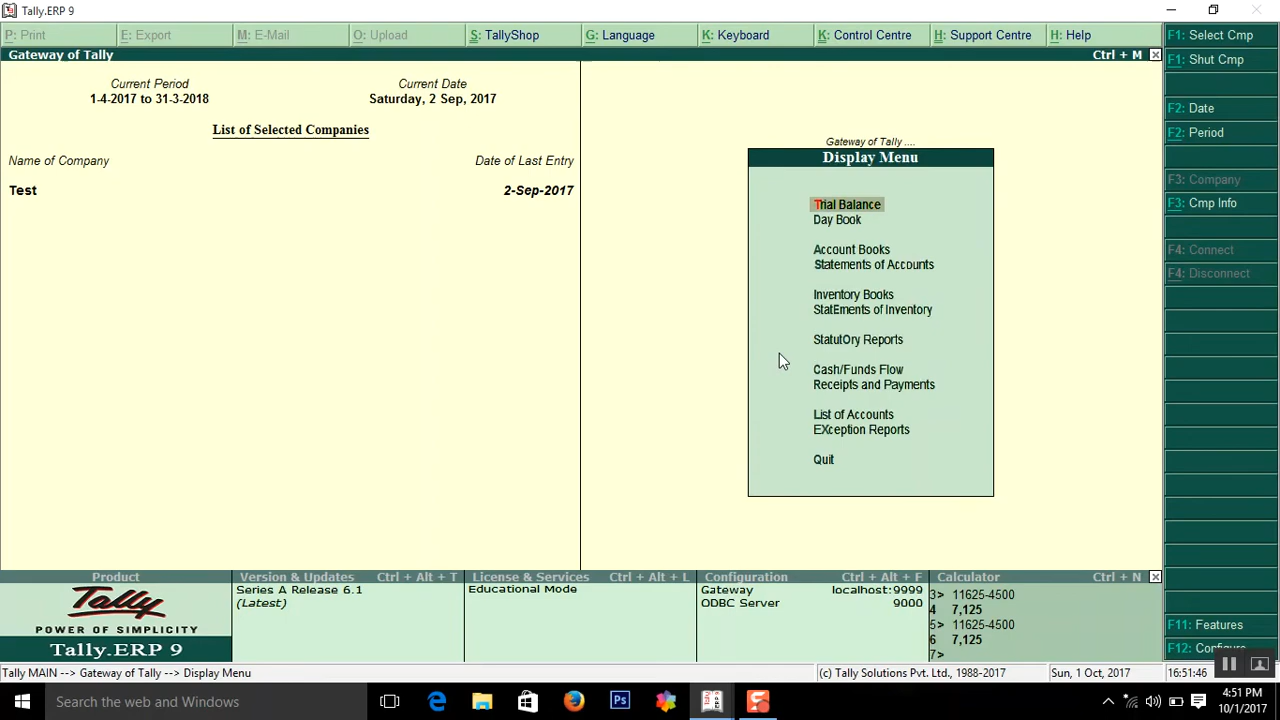 Tally.ERP 9
P: Print
E: Export
M: E-Mail
O: Upload
S: TallyShop
G: Language
K: Keyboard
K: Control Centre
H: Support Centre
H: Help
F1: Select Cmp
Gateway of Tally
Ctrl + M
F1: Shut Cmp
Current Period
Current Date
1-4-2017 to 31-3-2018
Saturday, 2 Sep, 2017
F2: Date
List of Selected Companies
F2: Period
Name of Company
Date of Last Entry
Test
2-Sep-2017
F3: Company
F3: Cmp Info
F4: Connect
F4: Disconnect
Gateway of Tally ....
Display Menu
Trial Balance
Day Book
Account Books
Statements of Accounts
Inventory Books
StatEments of Inventory
StatutOry Reports
Cash/Funds Flow
Receipts and Payments
List of Accounts
EXception Reports
Quit
Product
Tally
POWER OF SIMPLICITY
Tally.ERP 9
Version & Updates Ctrl + Alt + T
Series A Release 6.1
(Latest)
License & Services Ctrl + Alt + L
Educational Mode
Configuration Ctrl + Alt + F
Gateway localhost:9999
ODBC Server 9000
Calculator Ctrl + N
3> 11625-4500
4 7,125
5> 11625-4500
6 7,125
7>
F11: Features
F12: Configure
Tally MAIN --> Gateway of Tally --> Display Menu
(c) Tally Solutions Pvt. Ltd., 1988-2017
Sun, 1 Oct, 2017
16:51:46
Search the web and Windows
4:51 PM
10/1/2017